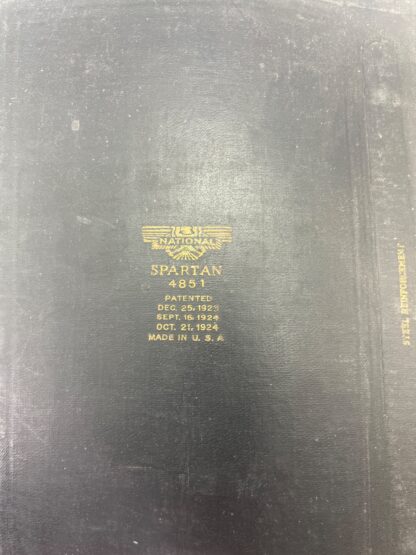 NATIONAL
SPARTAN
4851
PATENTED
DEC. 25, 1923
SEPT. 16, 1924
OCT. 21, 1924
MADE IN U. S. A
STEEL REINFORCEMENT